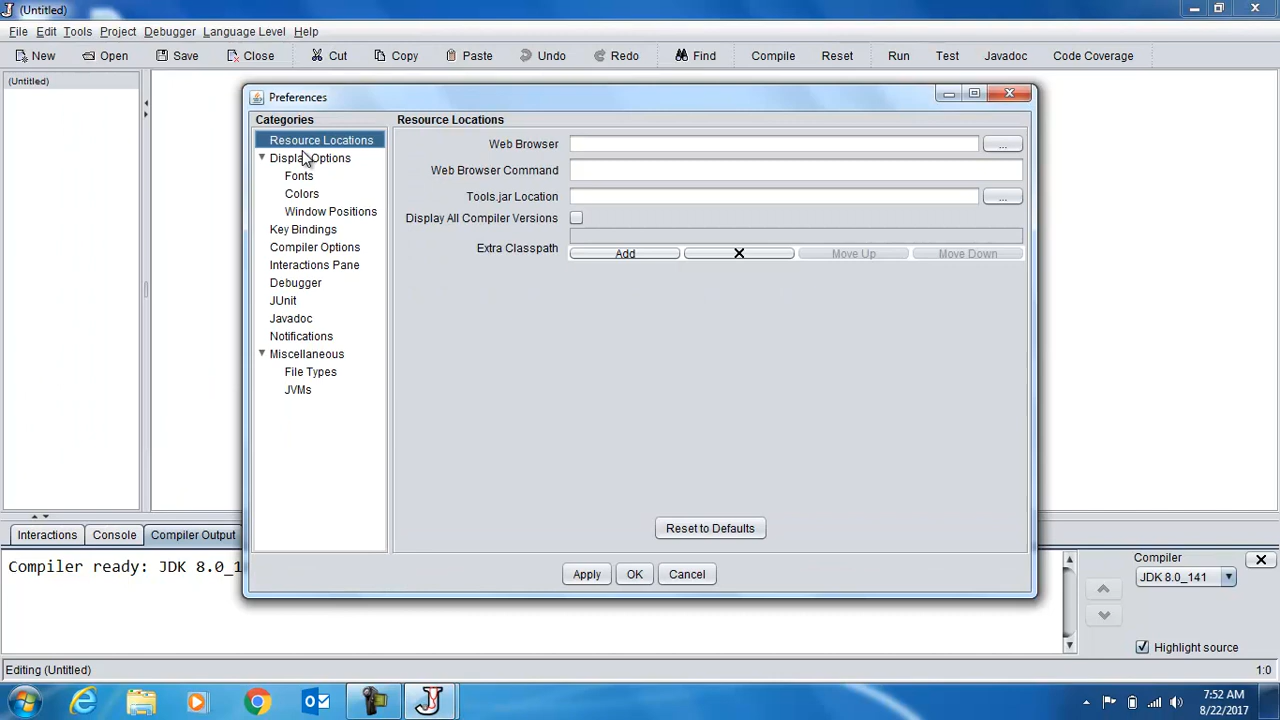 (Untitled)
File Edit Tools Project Debugger Language Level Help
New Open Save Close Cut Copy Paste Undo Redo Find Compile Reset Run Test Javadoc Code Coverage
(Untitled)
Preferences
Categories
Resource Locations
Display Options
Fonts
Colors
Window Positions
Key Bindings
Compiler Options
Interactions Pane
Debugger
JUnit
Javadoc
Notifications
Miscellaneous
File Types
JVMs
Resource Locations
Web Browser ...
Web Browser Command
Tools.jar Location ...
Display All Compiler Versions
Extra Classpath
Add X Move Up Move Down
Reset to Defaults
Apply OK Cancel
Interactions Console Compiler Output
Compiler ready: JDK 8.0_1
Compiler
JDK 8.0_141
Highlight source
Editing (Untitled) 1:0
7:52 AM
8/22/2017